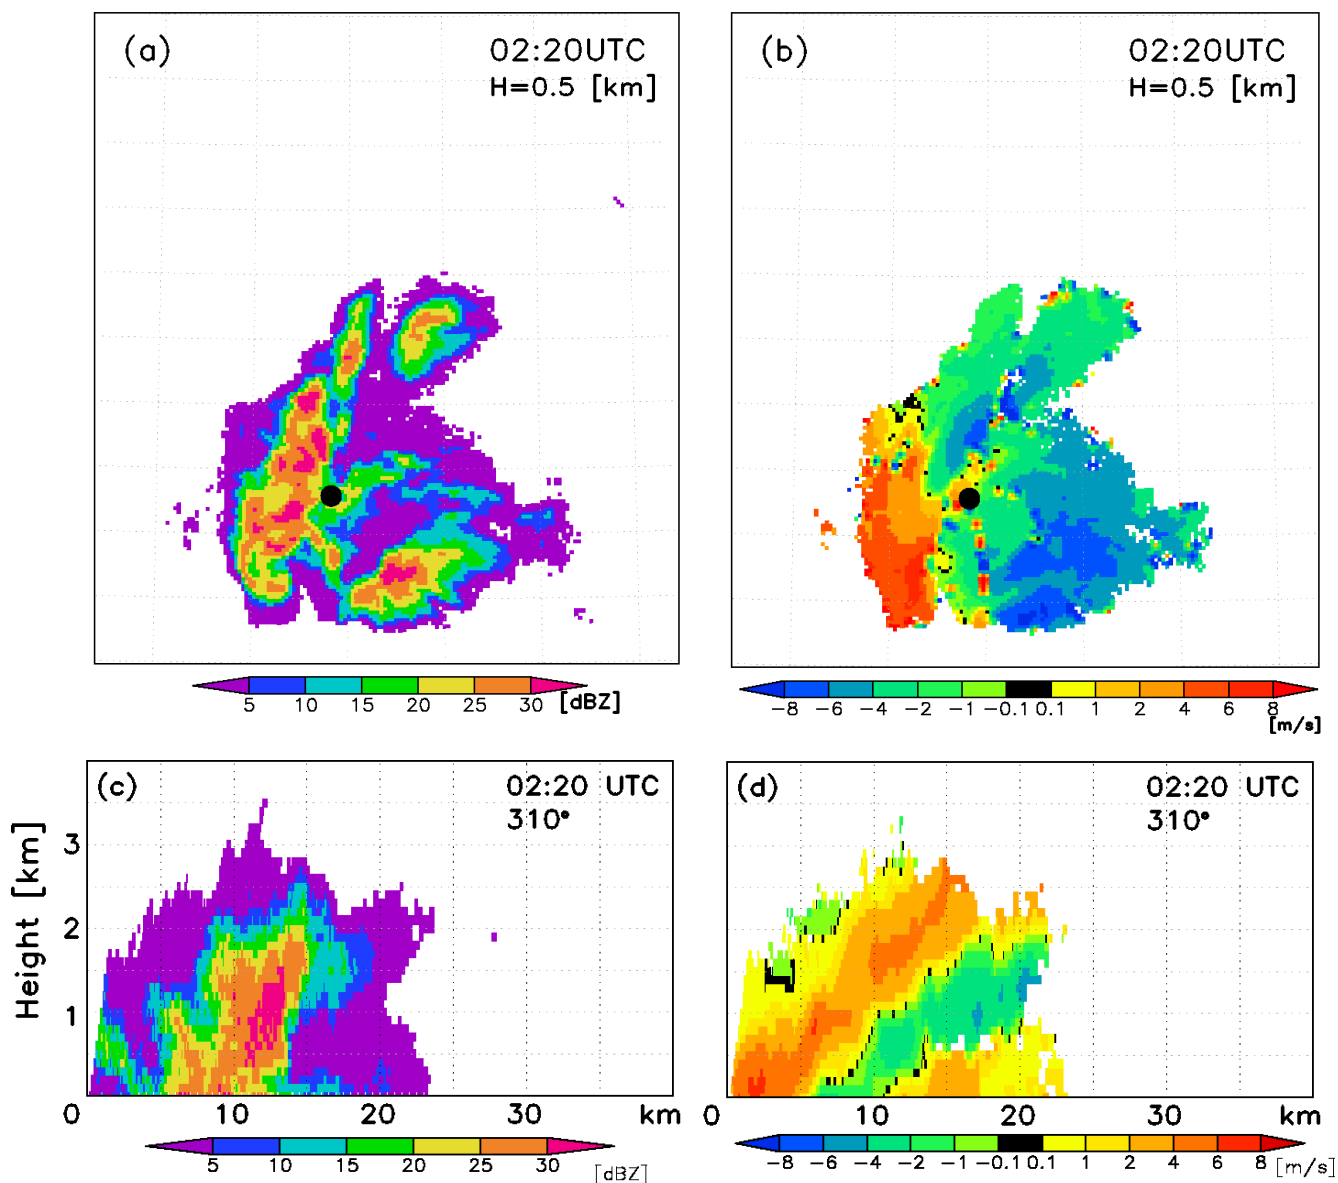 (a) 02:20UTC
H=0.5 [km]
(b) 02:20UTC
H=0.5 [km]
5 10 15 20 25 30 [dBZ]
-8 -6 -4 -2 -1 -0.1 0.1 1 2 4 6 8
[m/s]
(c) 02:20 UTC
310°
(d) 02:20 UTC
310°
Height [km]
3
2
1
0 10 20 30 km
0 10 20 30 km
5 10 15 20 25 30
[dBZ]
-8 -6 -4 -2 -1 -0.1 0.1 1 2 4 6 8 [m/s]